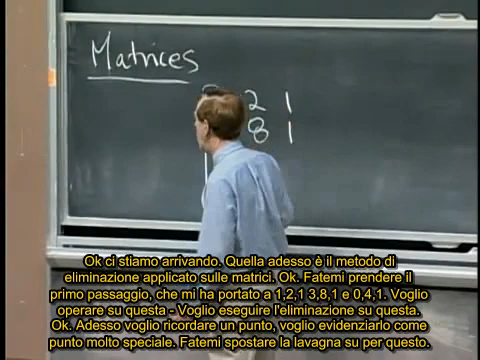 Matrices
2 1
8 1
Ok ci stiamo arrivando. Quella adesso è il metodo di
eliminazione applicato sulle matrici. Ok. Fatemi prendere il
primo passaggio, che mi ha portato a 1,2,1 3,8,1 e 0,4,1. Voglio
operare su questa - Voglio eseguire l'eliminazione su questa.
Ok. Adesso voglio ricordare un punto, voglio evidenziarlo come
punto molto speciale. Fatemi spostare la lavagna su per questo.